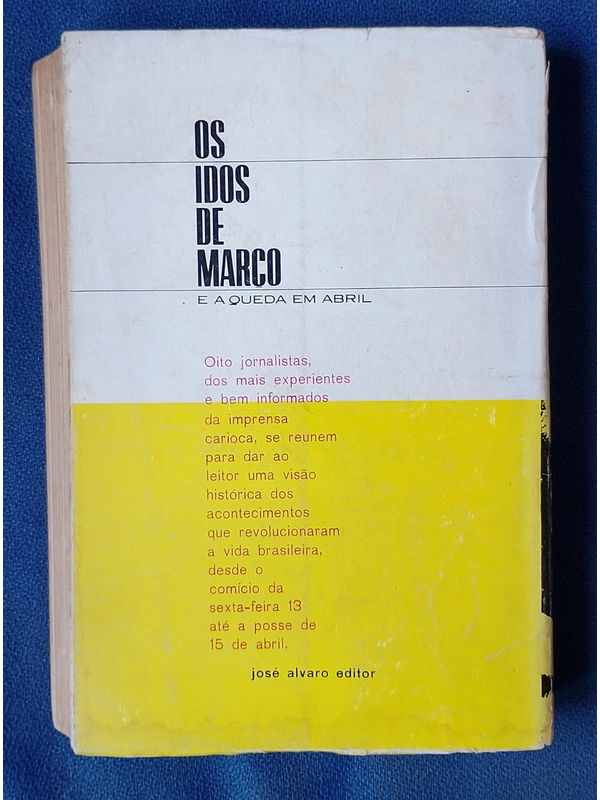 OS
IDOS
DE
MARCO
E A QUEDA EM ABRIL
Oito jornalistas,
dos mais experientes
e bem informados
da imprensa
carioca, se reunem
para dar ao
leitor uma visão
histórica dos
acontecimentos
que revolucionaram
a vida brasileira,
desde o
comício da
sexta-feira 13
até a posse de
15 de abril.
josé alvaro editor